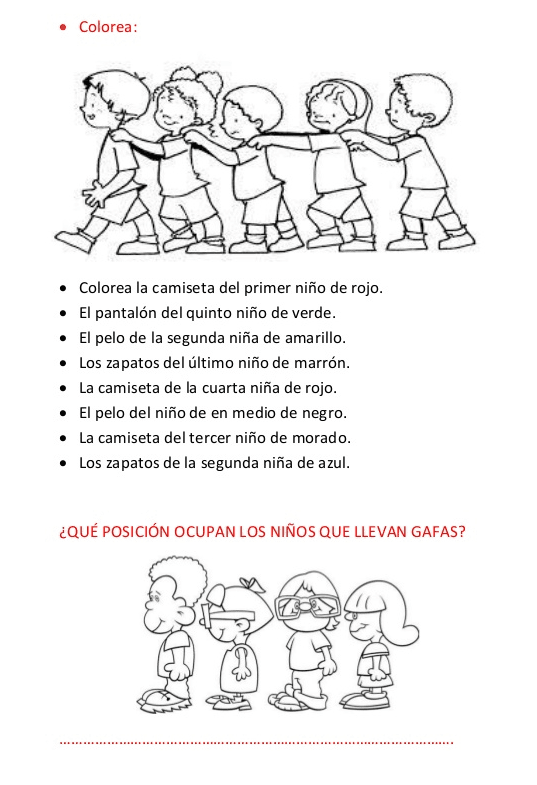 • Colorea:
• Colorea la camiseta del primer niño de rojo.
• El pantalón del quinto niño de verde.
• El pelo de la segunda niña de amarillo.
• Los zapatos del último niño de marrón.
• La camiseta de la cuarta niña de rojo.
• El pelo del niño de en medio de negro.
• La camiseta del tercer niño de morado.
• Los zapatos de la segunda niña de azul.
¿QUÉ POSICIÓN OCUPAN LOS NIÑOS QUE LLEVAN GAFAS?
……………………………………………………………………………………….